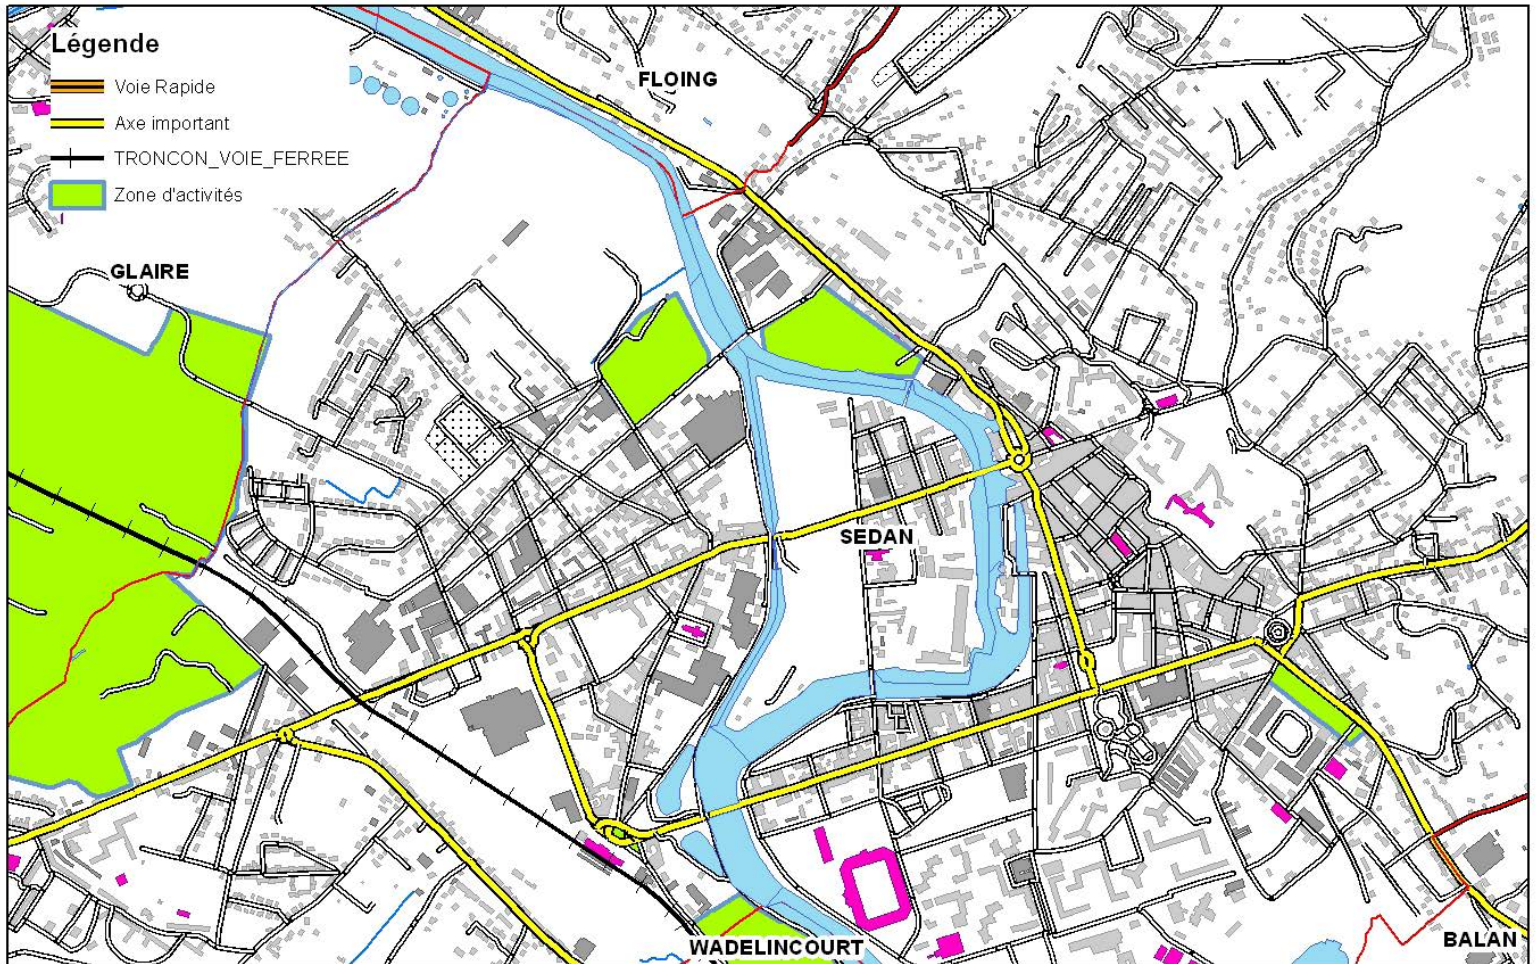 Légende
Voie Rapide
Axe important
TRONCON_VOIE_FERREE
Zone d'activités
FLOING
GLAIRE
SEDAN
WADELINCOURT
BALAN